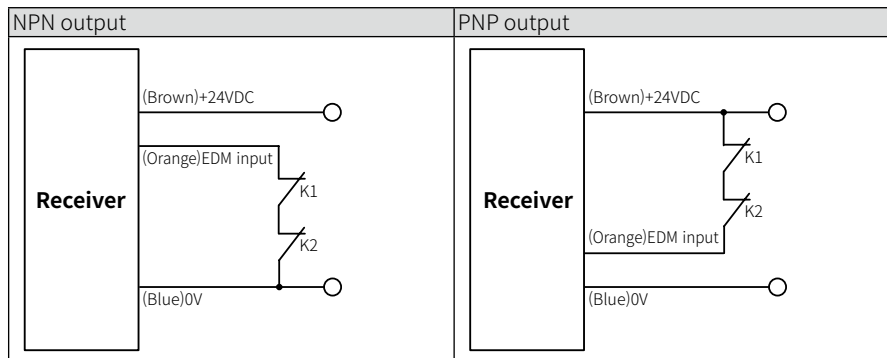 NPN output
PNP output
(Brown)+24VDC
(Orange)EDM input
K1
Receiver
K2
(Blue)0V
(Brown)+24VDC
K1
Receiver
K2
(Orange)EDM input
(Blue)0V